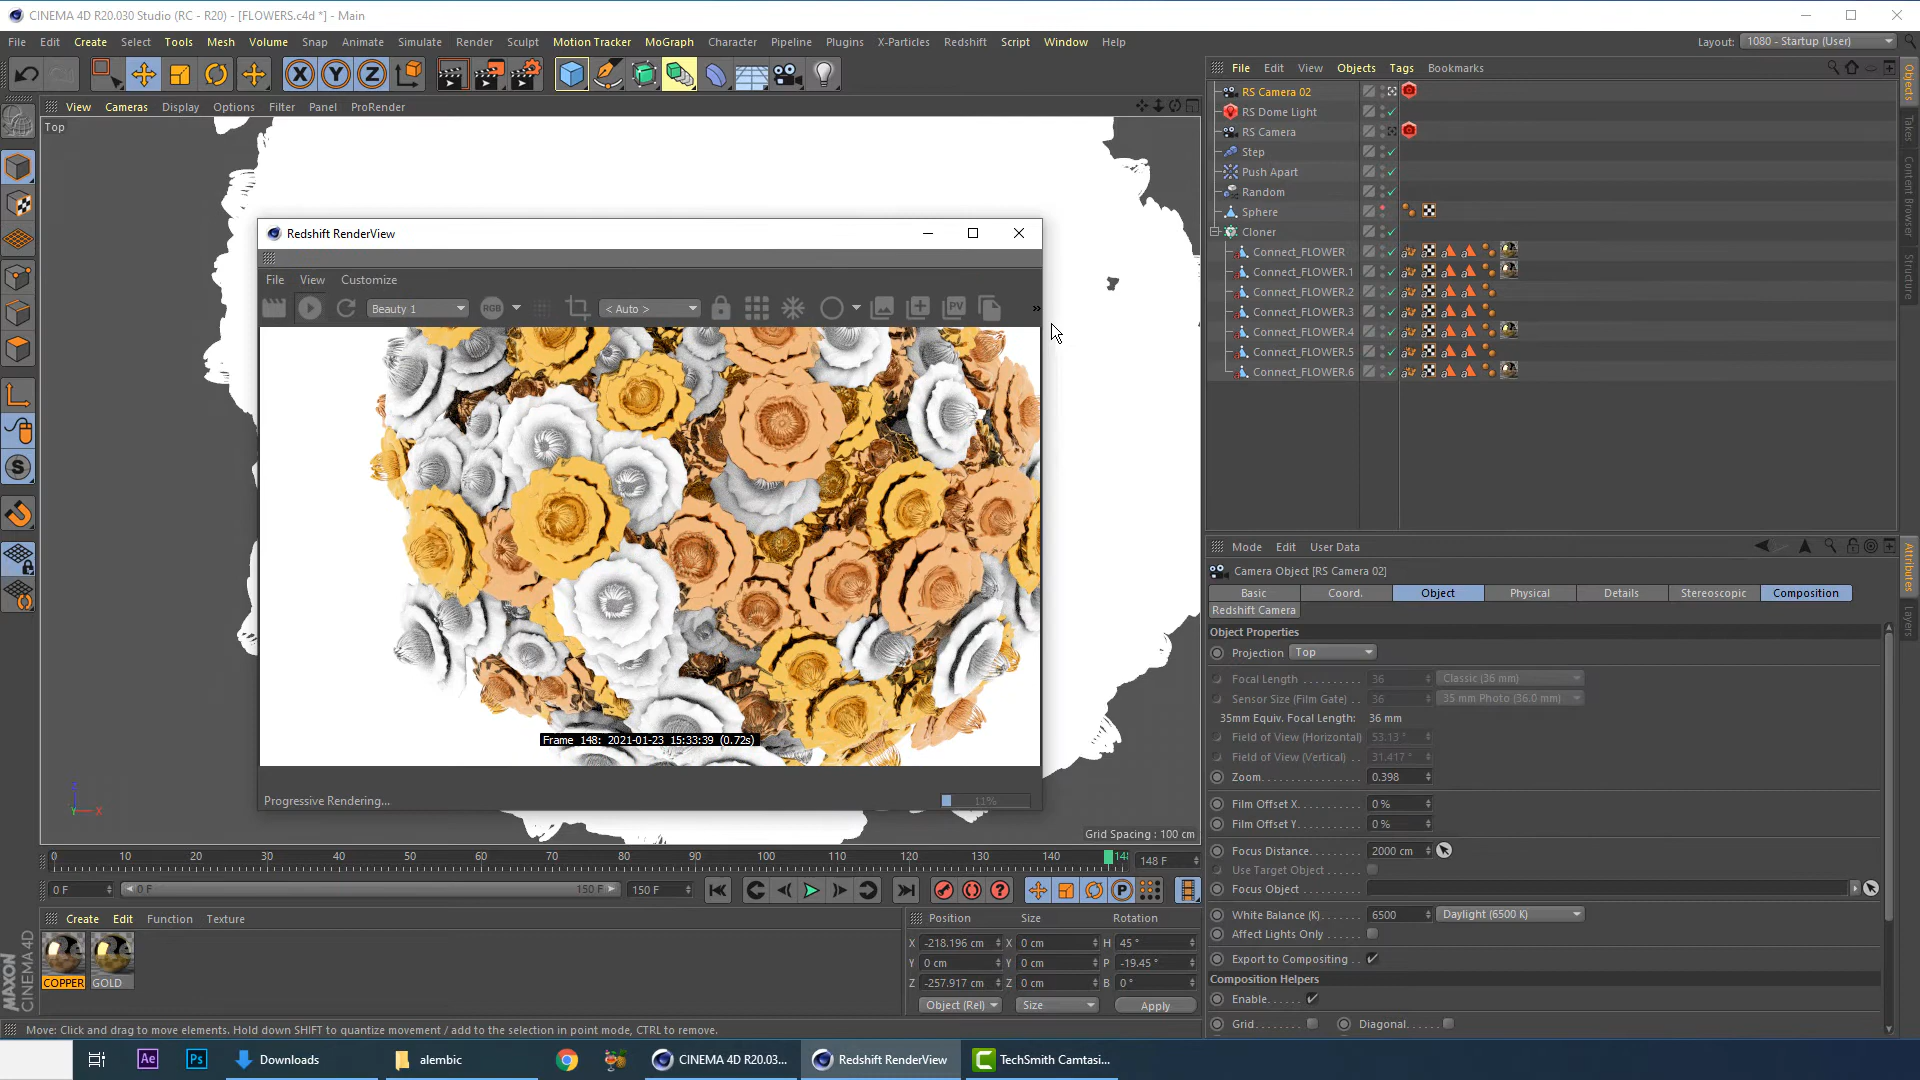 CINEMA 4D R20.030 Studio (RC - R20) - [FLOWERS.c4d *] - Main
File Edit Create Select Tools Mesh Volume Snap Animate Simulate Render Sculpt Motion Tracker MoGraph Character Pipeline Plugins X-Particles Redshift Script Window Help Layout: 1080 - Startup (User)
X Y Z
File Edit View Objects Tags Bookmarks
View Cameras Display Options Filter Panel ProRender
Top
RS Camera 02
RS Dome Light
RS Camera
Step
Push Apart
Random
Sphere
Cloner
Connect_FLOWER
Connect_FLOWER.1
Connect_FLOWER.2
Connect_FLOWER.3
Connect_FLOWER.4
Connect_FLOWER.5
Connect_FLOWER.6
Objects
Takes
Content Browser
Structure
Redshift RenderView
File View Customize
Beauty 1 RGB < Auto > PV »
Frame 148: 2021-01-23 15:33:39 (0.72s)
Progressive Rendering... 11%
Grid Spacing : 100 cm
Mode Edit User Data
Camera Object [RS Camera 02]
Basic Coord. Object Physical Details Stereoscopic Composition
Redshift Camera
Object Properties
Projection Top
Focal Length 36 Classic (36 mm)
Sensor Size (Film Gate) 36 35 mm Photo (36.0 mm)
35mm Equiv. Focal Length: 36 mm
Field of View (Horizontal) 53.13 °
Field of View (Vertical) 31.417 °
Zoom 0.398
Film Offset X 0 %
Film Offset Y 0 %
Focus Distance 2000 cm
Use Target Object
Focus Object
White Balance (K) 6500 Daylight (6500 K)
Affect Lights Only
Export to Compositing
Composition Helpers
Enable
Grid Diagonal
Attributes
Layers
0 10 20 30 40 50 60 70 80 90 100 110 120 130 140 148 F
0 F 0 F 150 F 150 F
Create Edit Function Texture
COPPER GOLD
MAXON CINEMA 4D
Position Size Rotation
X -218.196 cm X 0 cm H 45 °
Y 0 cm Y 0 cm P -19.45 °
Z -257.917 cm Z 0 cm B 0 °
Object (Rel) Size Apply
Move: Click and drag to move elements. Hold down SHIFT to quantize movement / add to the selection in point mode, CTRL to remove.
Ae Ps Downloads alembic CINEMA 4D R20.03... Redshift RenderView TechSmith Camtasi...